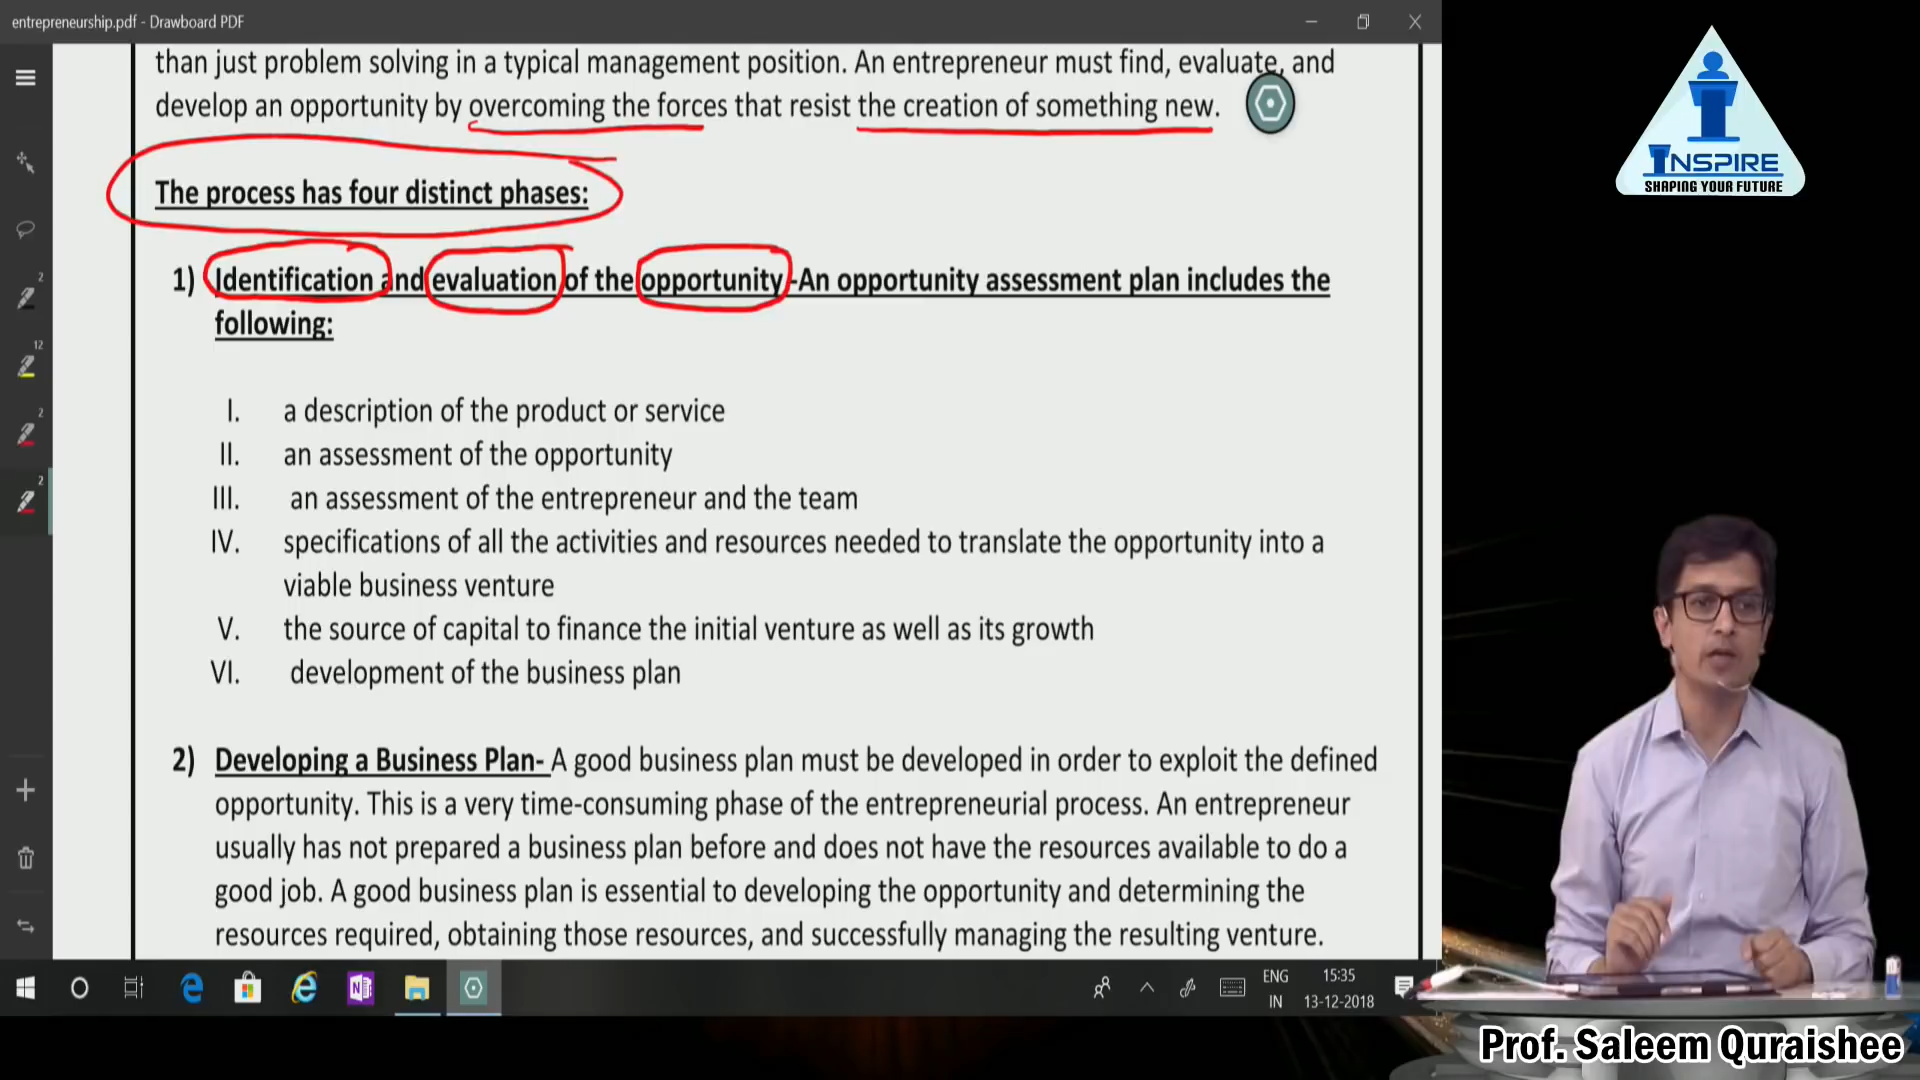 entrepreneurship.pdf - Drawboard PDF
than just problem solving in a typical management position. An entrepreneur must find, evaluate, and
develop an opportunity by overcoming the forces that resist the creation of something new.
The process has four distinct phases:
1) Identification and evaluation of the opportunity-An opportunity assessment plan includes the
following:
I. a description of the product or service
II. an assessment of the opportunity
III. an assessment of the entrepreneur and the team
IV. specifications of all the activities and resources needed to translate the opportunity into a
viable business venture
V. the source of capital to finance the initial venture as well as its growth
VI. development of the business plan
2) Developing a Business Plan- A good business plan must be developed in order to exploit the defined
opportunity. This is a very time-consuming phase of the entrepreneurial process. An entrepreneur
usually has not prepared a business plan before and does not have the resources available to do a
good job. A good business plan is essential to developing the opportunity and determining the
resources required, obtaining those resources, and successfully managing the resulting venture.
2
12
2
2
ENG
IN
15:35
13-12-2018
INSPIRE
SHAPING YOUR FUTURE
Prof. Saleem Quraishee